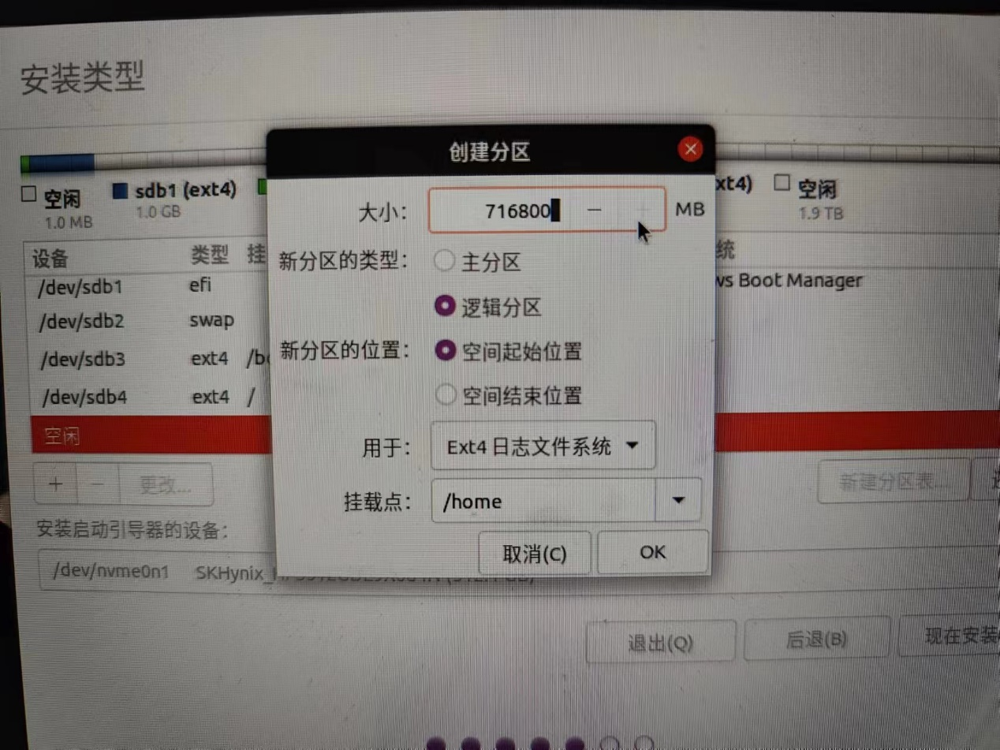 安装类型
创建分区
空闲
1.0 MB
sdb1 (ext4)
1.0 GB
xt4)
空闲
1.9 TB
大小：
716800
MB
设备 类型 挂
统
新分区的类型：
主分区
逻辑分区
新分区的位置：
空间起始位置
空间结束位置
用于：
Ext4 日志文件系统
挂载点：
/home
取消(C)
OK
/dev/sdb1 efi
ws Boot Manager
/dev/sdb2 swap
/dev/sdb3 ext4 /bo
/dev/sdb4 ext4 /
空闲
+ − 更改...
新建分区表...
安装启动引导器的设备：
/dev/nvme0n1 SKHynix_
退出(Q)
后退(B)
现在安装